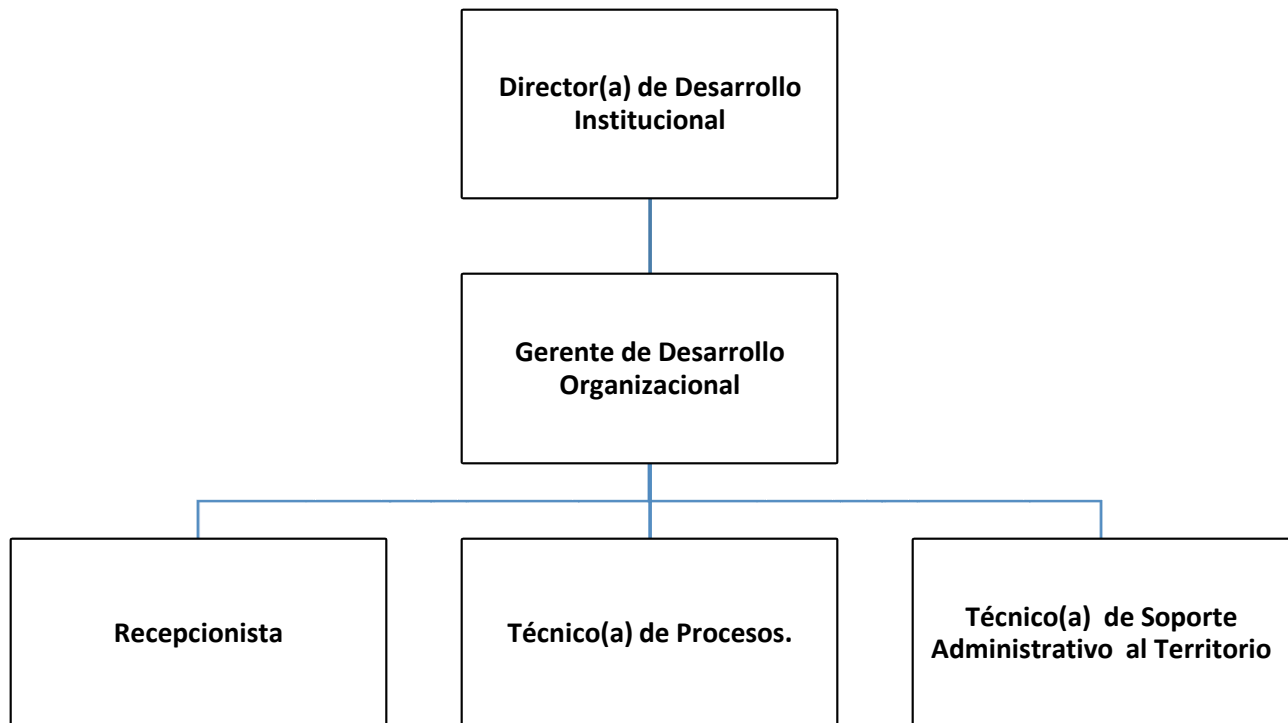 Director(a) de Desarrollo
Institucional
Gerente de Desarrollo
Organizacional
Recepcionista
Técnico(a) de Procesos.
Técnico(a) de Soporte
Administrativo al Territorio